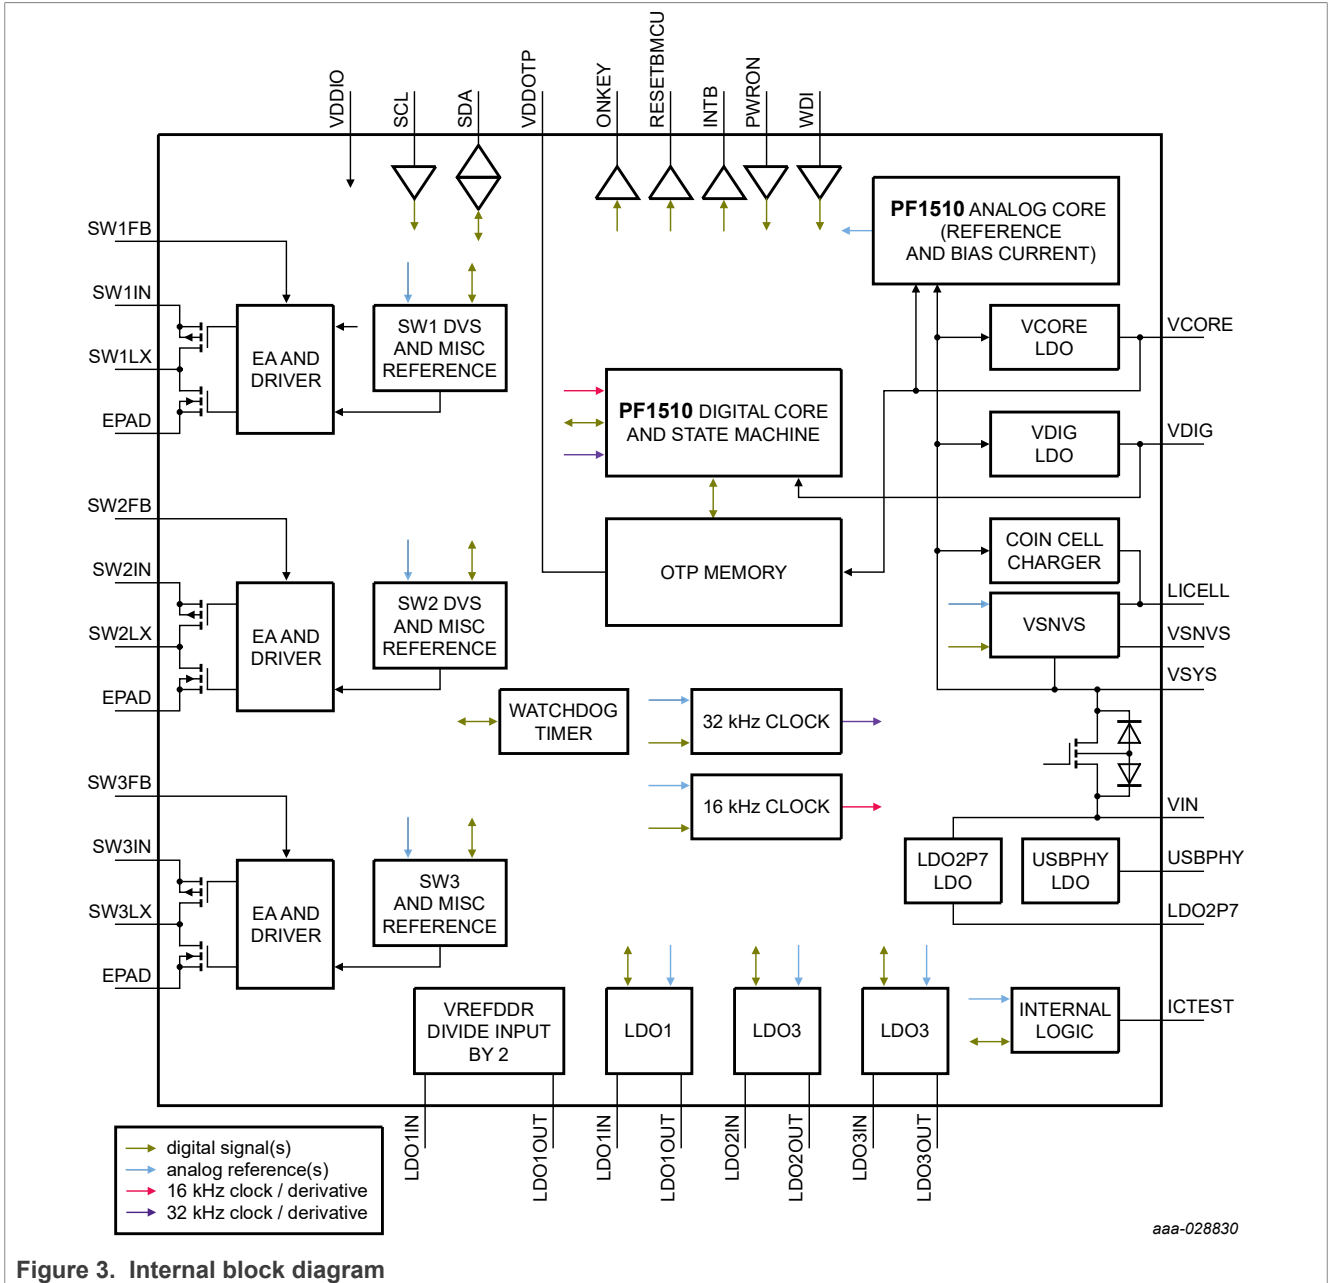 VDDIO
SCL
SDA
VDDOTP
ONKEY
RESETBMCU
INTB
PWRON
WDI
SW1FB
SW1IN
SW1LX
EPAD
EA AND
DRIVER
SW1 DVS
AND MISC
REFERENCE
PF1510 ANALOG CORE
(REFERENCE
AND BIAS CURRENT)
VCORE
LDO
VCORE
PF1510 DIGITAL CORE
AND STATE MACHINE
VDIG
LDO
VDIG
SW2FB
SW2IN
SW2LX
EPAD
EA AND
DRIVER
SW2 DVS
AND MISC
REFERENCE
OTP MEMORY
COIN CELL
CHARGER
LICELL
VSNVS
VSNVS
VSYS
WATCHDOG
TIMER
32 kHz CLOCK
16 kHz CLOCK
VIN
SW3FB
SW3IN
SW3LX
EPAD
EA AND
DRIVER
SW3
AND MISC
REFERENCE
LDO2P7
LDO
USBPHY
LDO
USBPHY
LDO2P7
VREFDDR
DIVIDE INPUT
BY 2
LDO1
LDO3
LDO3
INTERNAL
LOGIC
ICTEST
LDO1IN
LDO1OUT
LDO1IN
LDO1OUT
LDO2IN
LDO2OUT
LDO3IN
LDO3OUT
digital signal(s)
analog reference(s)
16 kHz clock / derivative
32 kHz clock / derivative
aaa-028830
Figure 3. Internal block diagram